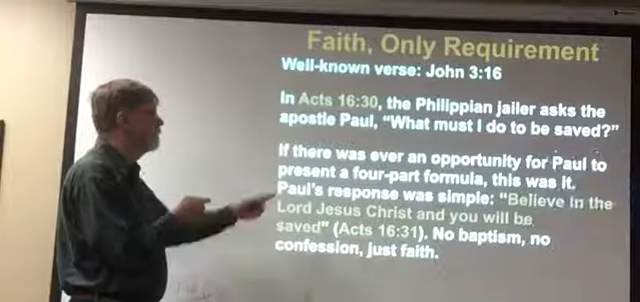 Faith, Only Requirement
Well-known verse: John 3:16
In Acts 16:30, the Philippian jailer asks the
apostle Paul, “What must I do to be saved?”
If there was ever an opportunity for Paul to
present a four-part formula, this was it.
Paul's response was simple: “Believe in the
Lord Jesus Christ and you will be
saved” (Acts 16:31). No baptism, no
confession, just faith.